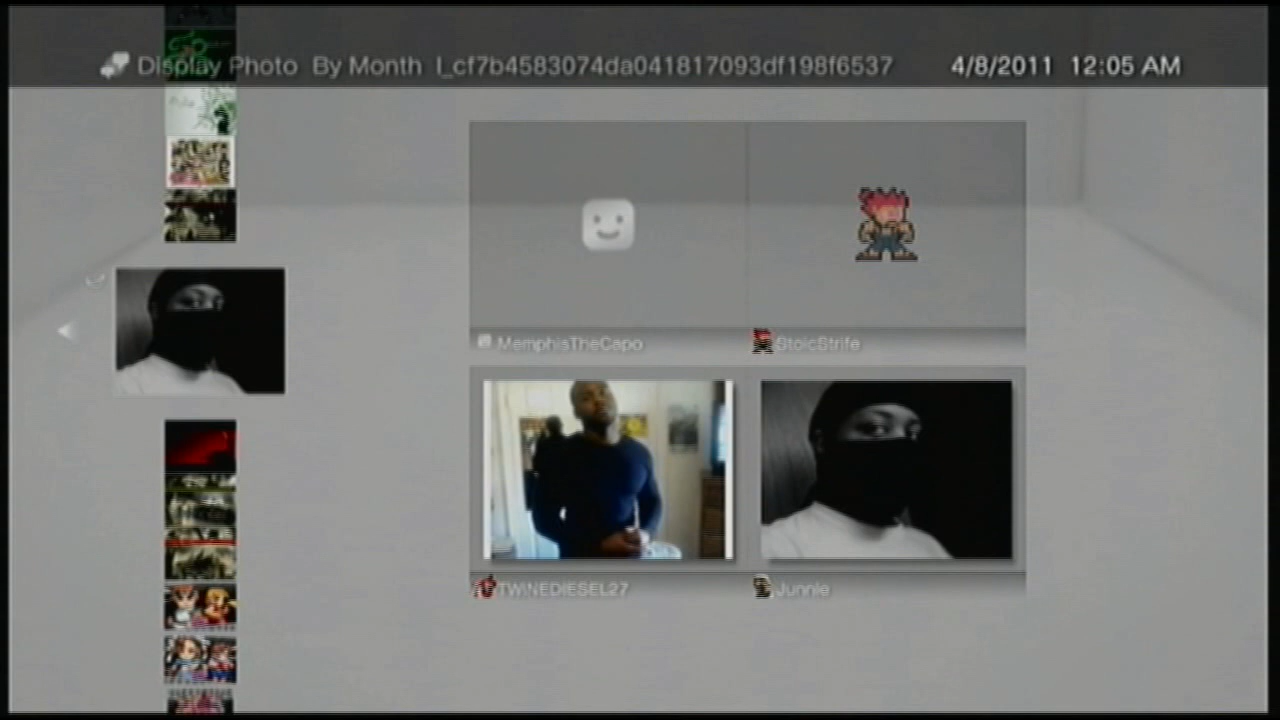 Display Photo By Month l_cf7b4583074da041817093df198f6537 4/8/2011 12:05 AM
MemphisTheCapo StoicStrife
TWINEDIESEL27 Junnie